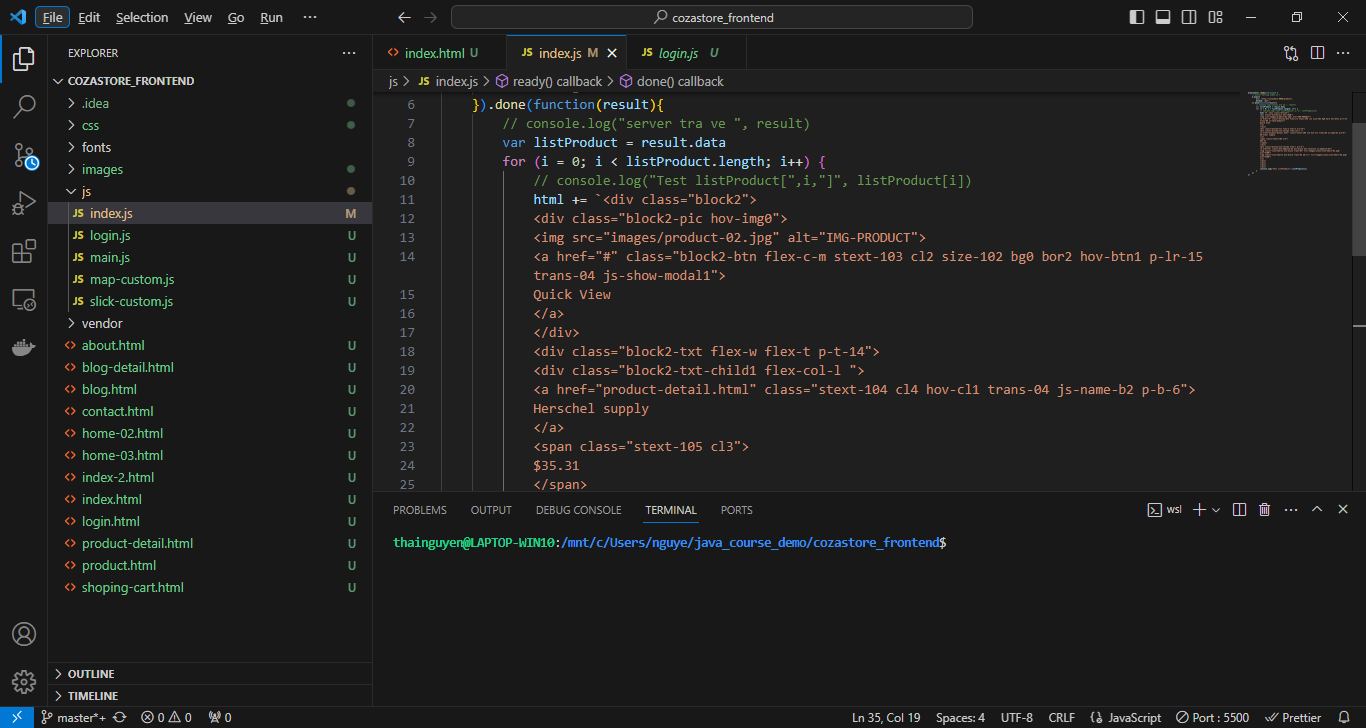 File Edit Selection View Go Run ··· cozastore_frontend
EXPLORER ···
COZASTORE_FRONTEND
.idea
css
fonts
images
js
JS index.js M
JS login.js U
JS main.js U
JS map-custom.js U
JS slick-custom.js U
vendor
<> about.html U
<> blog-detail.html U
<> blog.html U
<> contact.html U
<> home-02.html U
<> home-03.html U
<> index-2.html U
<> index.html U
<> login.html U
<> product-detail.html U
<> product.html U
<> shoping-cart.html U
OUTLINE
TIMELINE
<> index.html U JS index.js M JS login.js U
js > JS index.js > ready() callback > done() callback
6 }).done(function(result){
7 // console.log("server tra ve ", result)
8 var listProduct = result.data
9 for (i = 0; i < listProduct.length; i++) {
10 // console.log("Test listProduct[",i,"]", listProduct[i])
11 html += `<div class="block2">
12 <div class="block2-pic hov-img0">
13 <img src="images/product-02.jpg" alt="IMG-PRODUCT">
14 <a href="#" class="block2-btn flex-c-m stext-103 cl2 size-102 bg0 bor2 hov-btn1 p-lr-15
trans-04 js-show-modal1">
15 Quick View
16 </a>
17 </div>
18 <div class="block2-txt flex-w flex-t p-t-14">
19 <div class="block2-txt-child1 flex-col-l ">
20 <a href="product-detail.html" class="stext-104 cl4 hov-cl1 trans-04 js-name-b2 p-b-6">
21 Herschel supply
22 </a>
23 <span class="stext-105 cl3">
24 $35.31
25 </span>
PROBLEMS OUTPUT DEBUG CONSOLE TERMINAL PORTS wsl
thainguyen@LAPTOP-WIN10:/mnt/c/Users/nguye/java_course_demo/cozastore_frontend$
master*+ 0 0 0 Ln 35, Col 19 Spaces: 4 UTF-8 CRLF {} JavaScript Port : 5500 Prettier